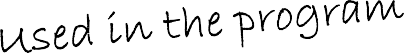 used in the program